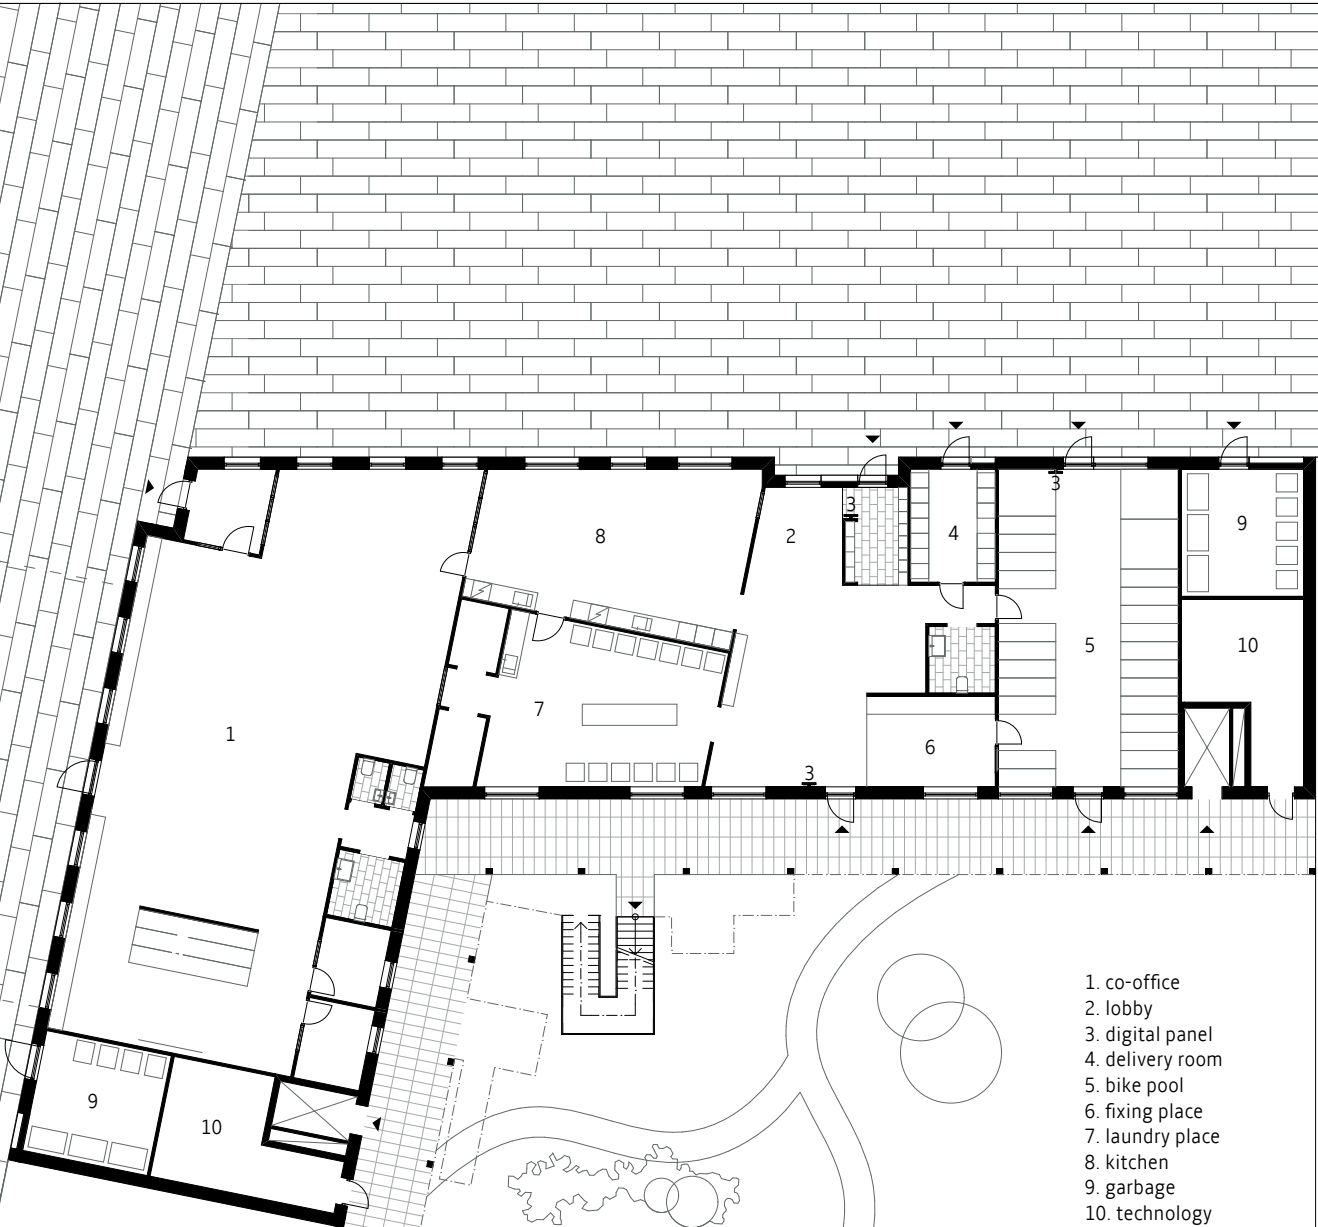 3
8
2
4
9
5
10
7
1
6
3
3
9
10
1. co-office
2. lobby
3. digital panel
4. delivery room
5. bike pool
6. fixing place
7. laundry place
8. kitchen
9. garbage
10. technology